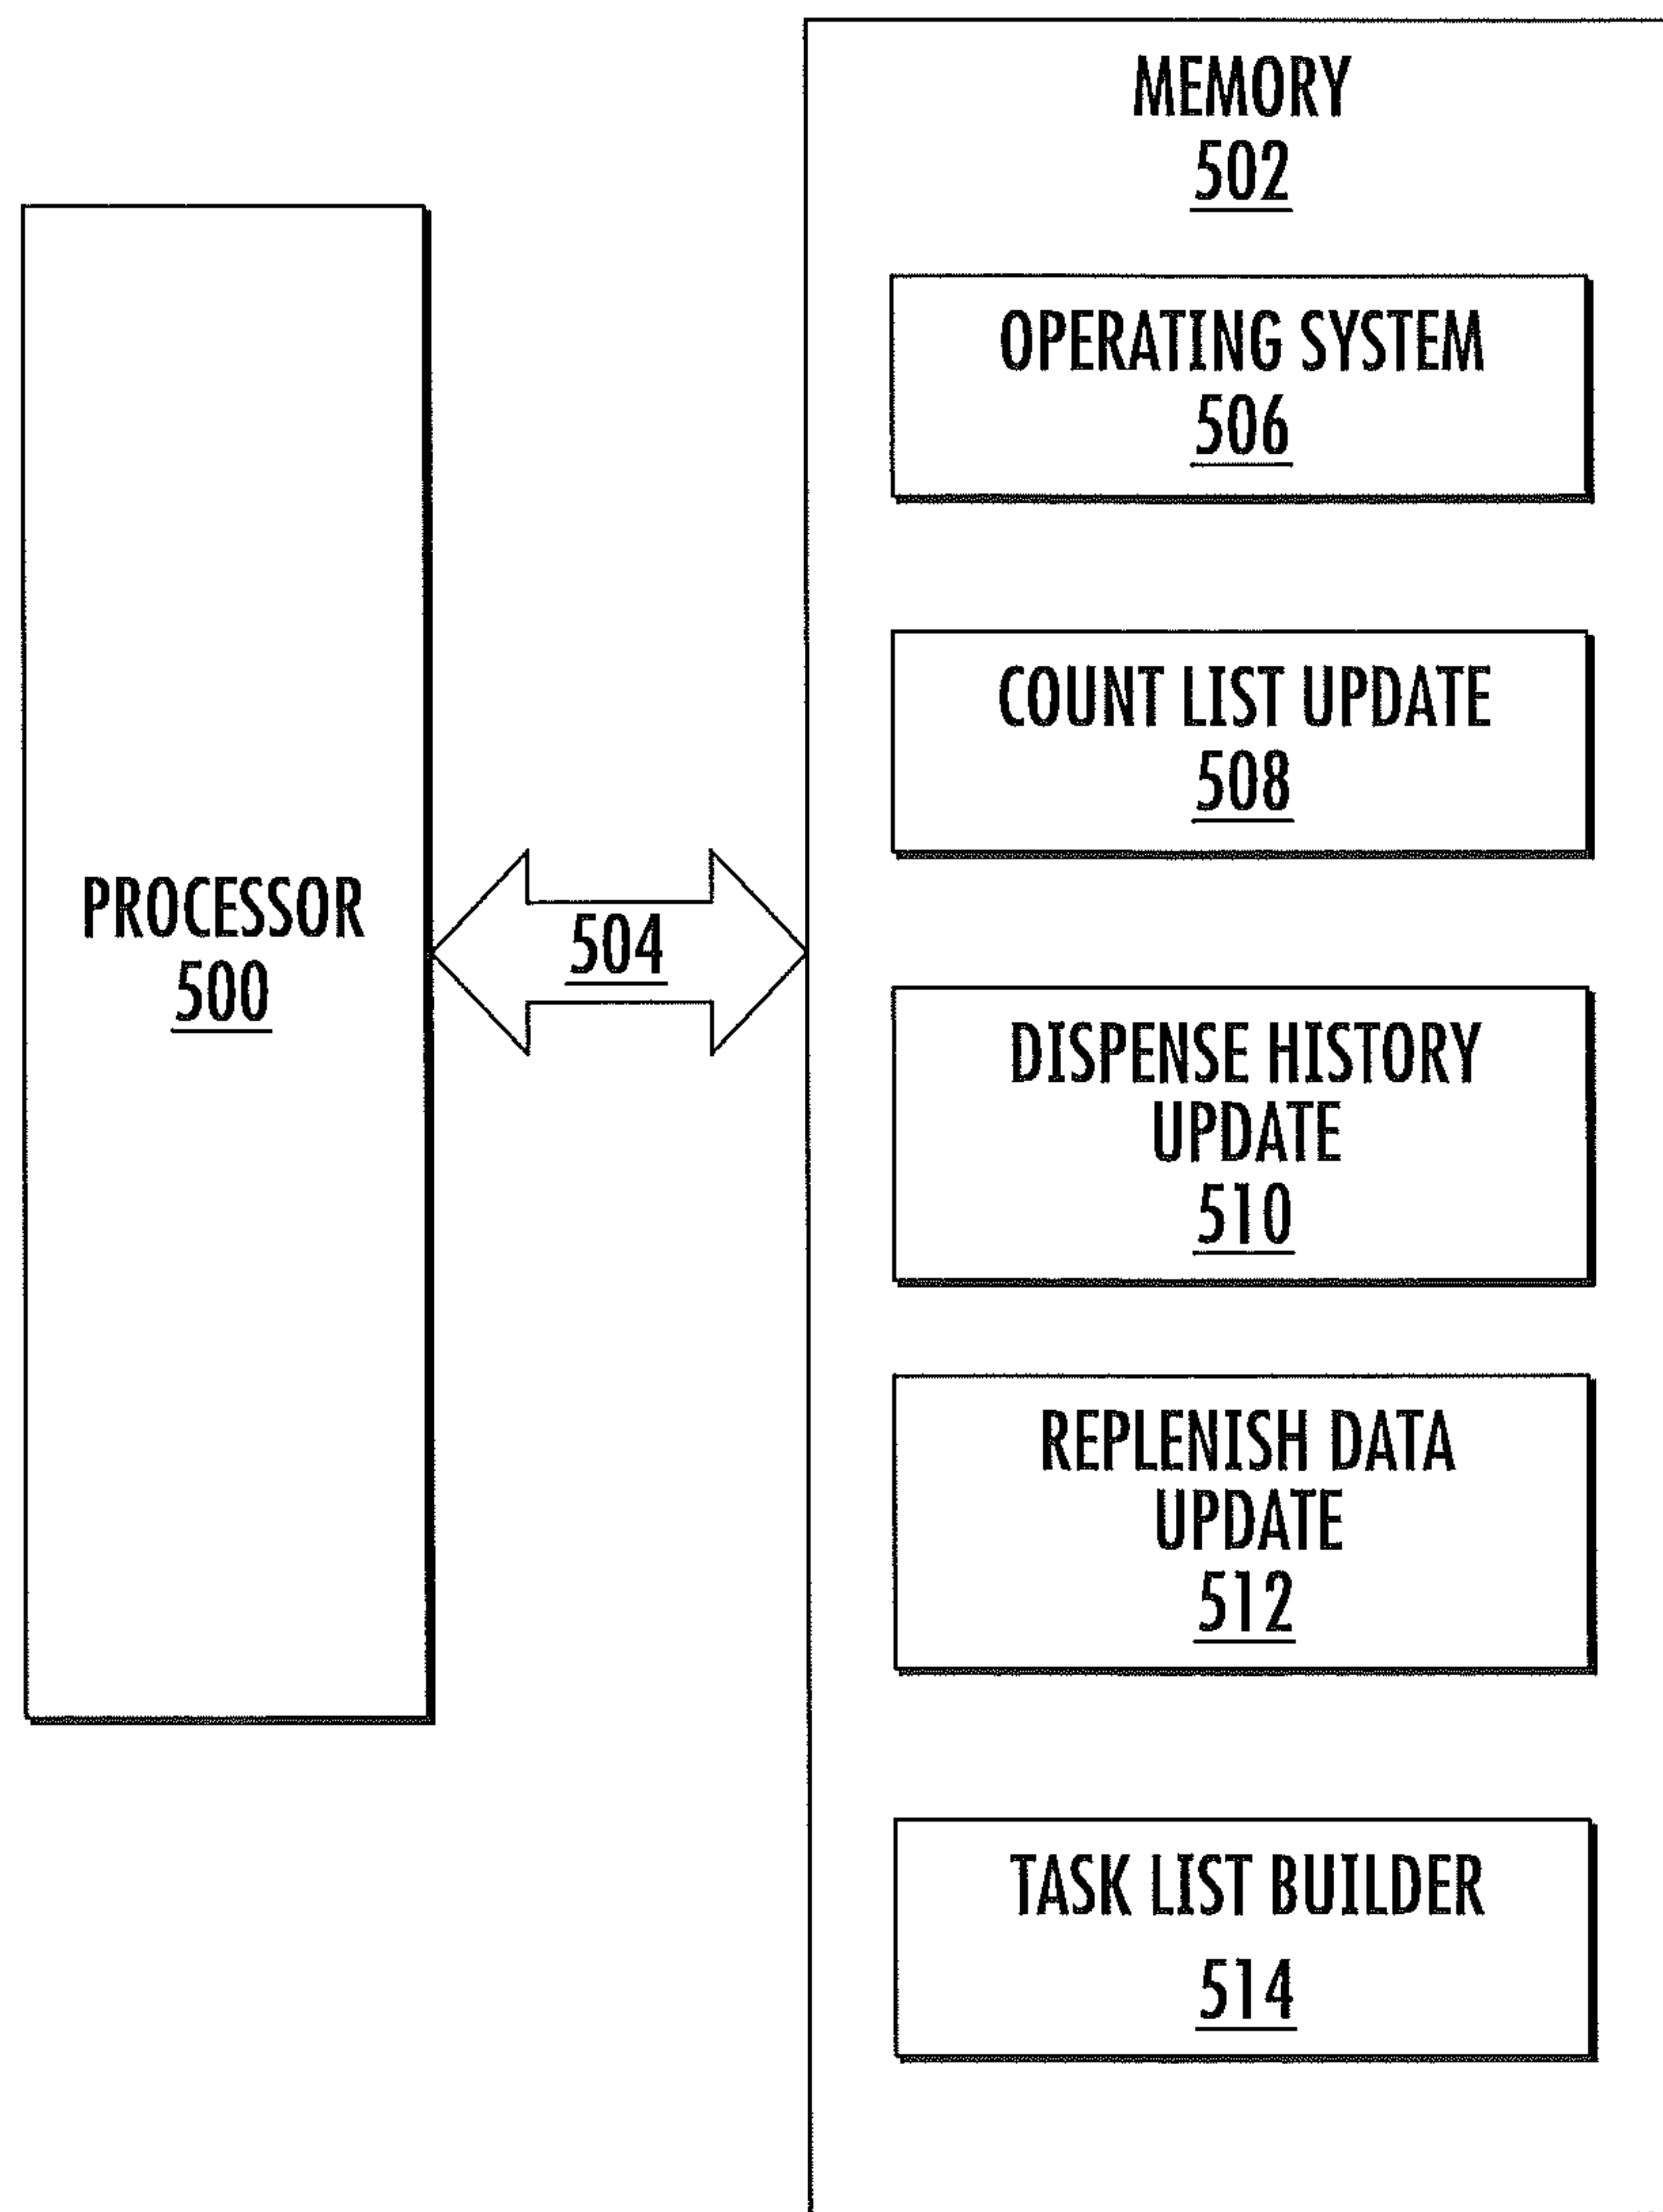 MEMORY
502
OPERATING SYSTEM
506
COUNT LIST UPDATE
508
PROCESSOR
500
504
DISPENSE HISTORY
UPDATE
510
REPLENISH DATA
UPDATE
512
TASK LIST BUILDER
514